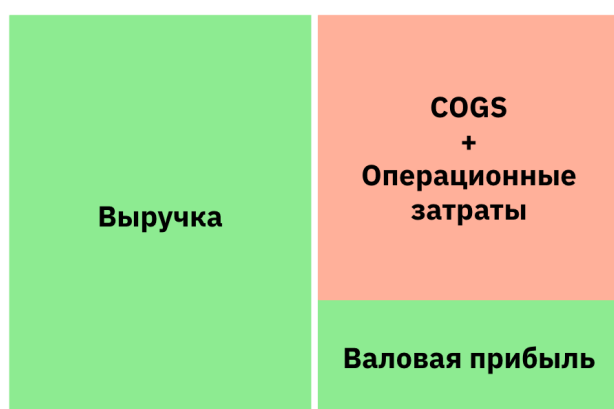 Выручка
COGS
+
Операционные
затраты
Валовая прибыль